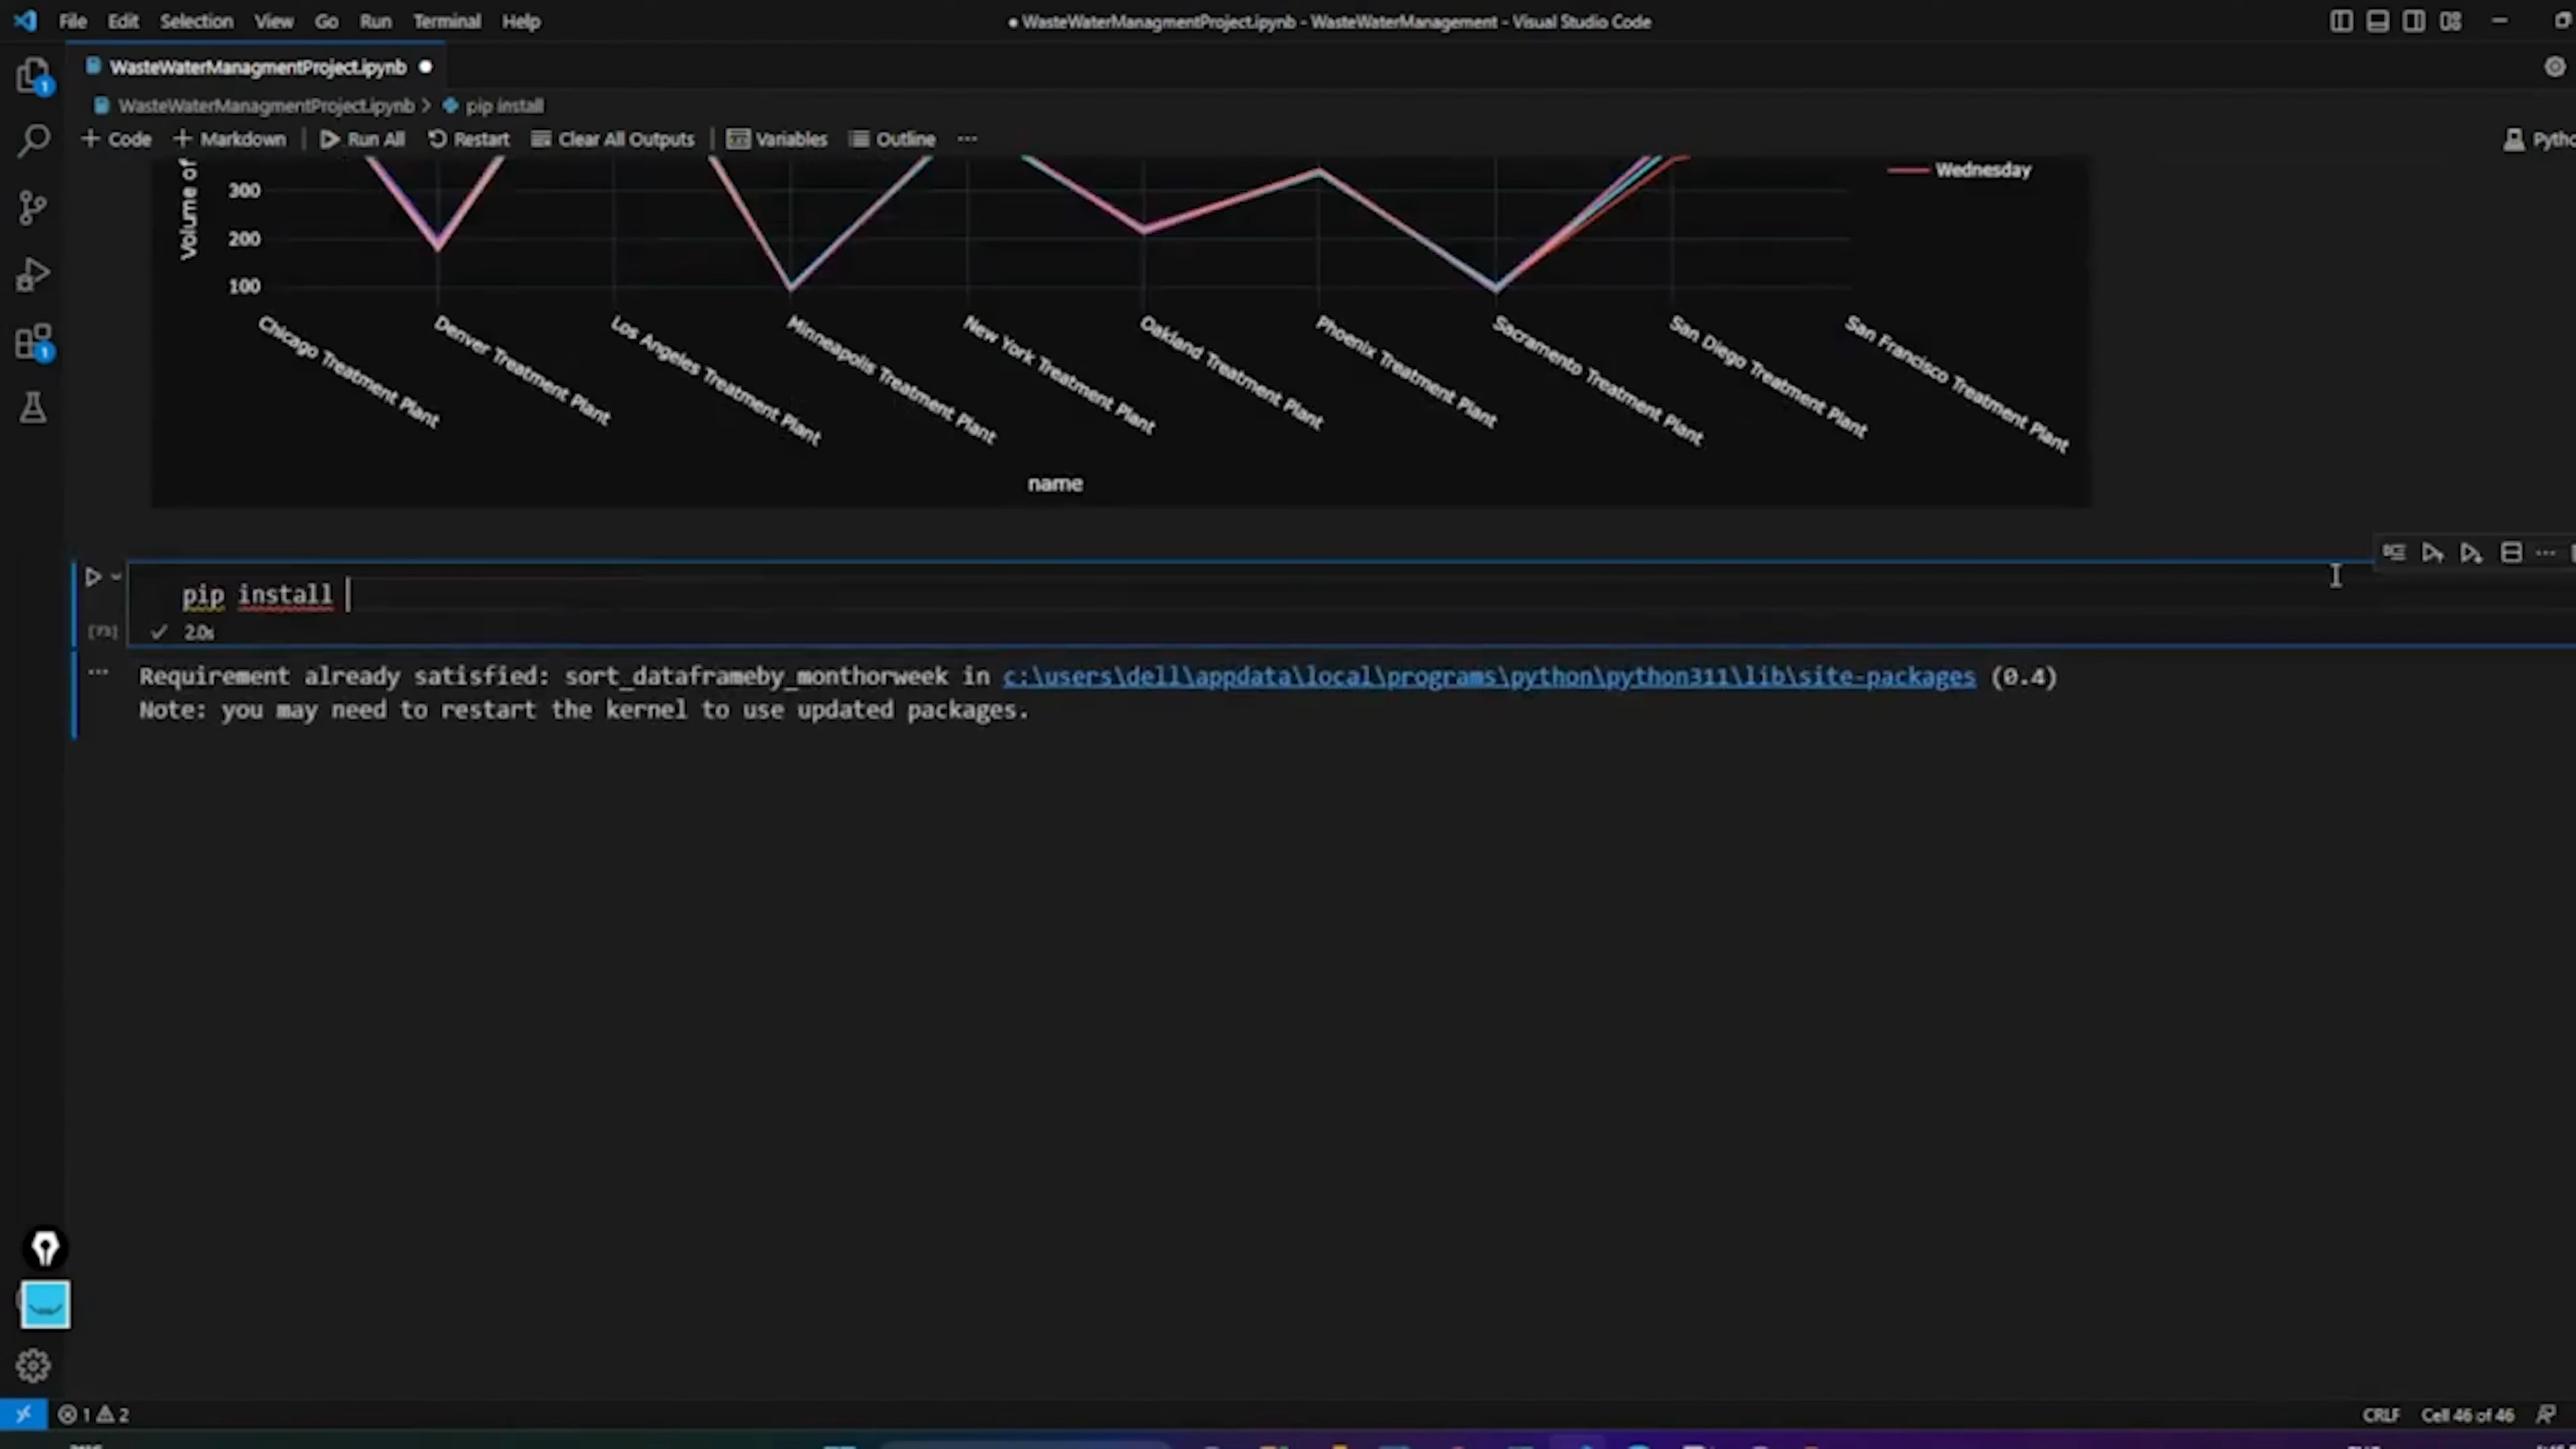 File Edit Selection View Go Run Terminal Help
● WasteWaterManagmentProject.ipynb - WasteWaterManagement - Visual Studio Code
WasteWaterManagmentProject.ipynb ●
WasteWaterManagmentProject.ipynb > pip install
+ Code + Markdown | Run All Restart Clear All Outputs | Variables Outline ...
Volume of
300
200
100
Wednesday
Chicago Treatment Plant
Denver Treatment Plant
Los Angeles Treatment Plant
Minneapolis Treatment Plant
New York Treatment Plant
Oakland Treatment Plant
Phoenix Treatment Plant
Sacramento Treatment Plant
San Diego Treatment Plant
San Francisco Treatment Plant
name
pip install
[73] ✓ 2.0s
Requirement already satisfied: sort_dataframeby_monthorweek in c:\users\dell\appdata\local\programs\python\python311\lib\site-packages (0.4)
Note: you may need to restart the kernel to use updated packages.
1 2
CRLF Cell 46 of 46